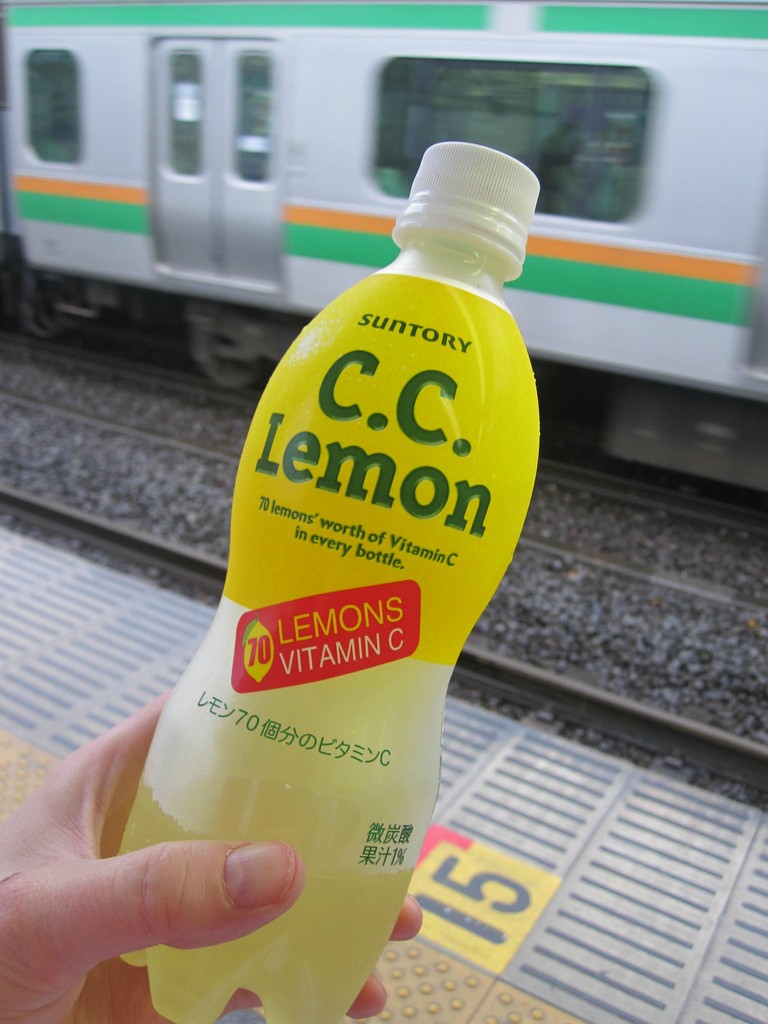 SUNTORY
C.C.
Lemon
70 lemons' worth of Vitamin C
in every bottle.
70 LEMONS
VITAMIN C
レモン70個分のビタミンC
微炭酸
果汁1%
15